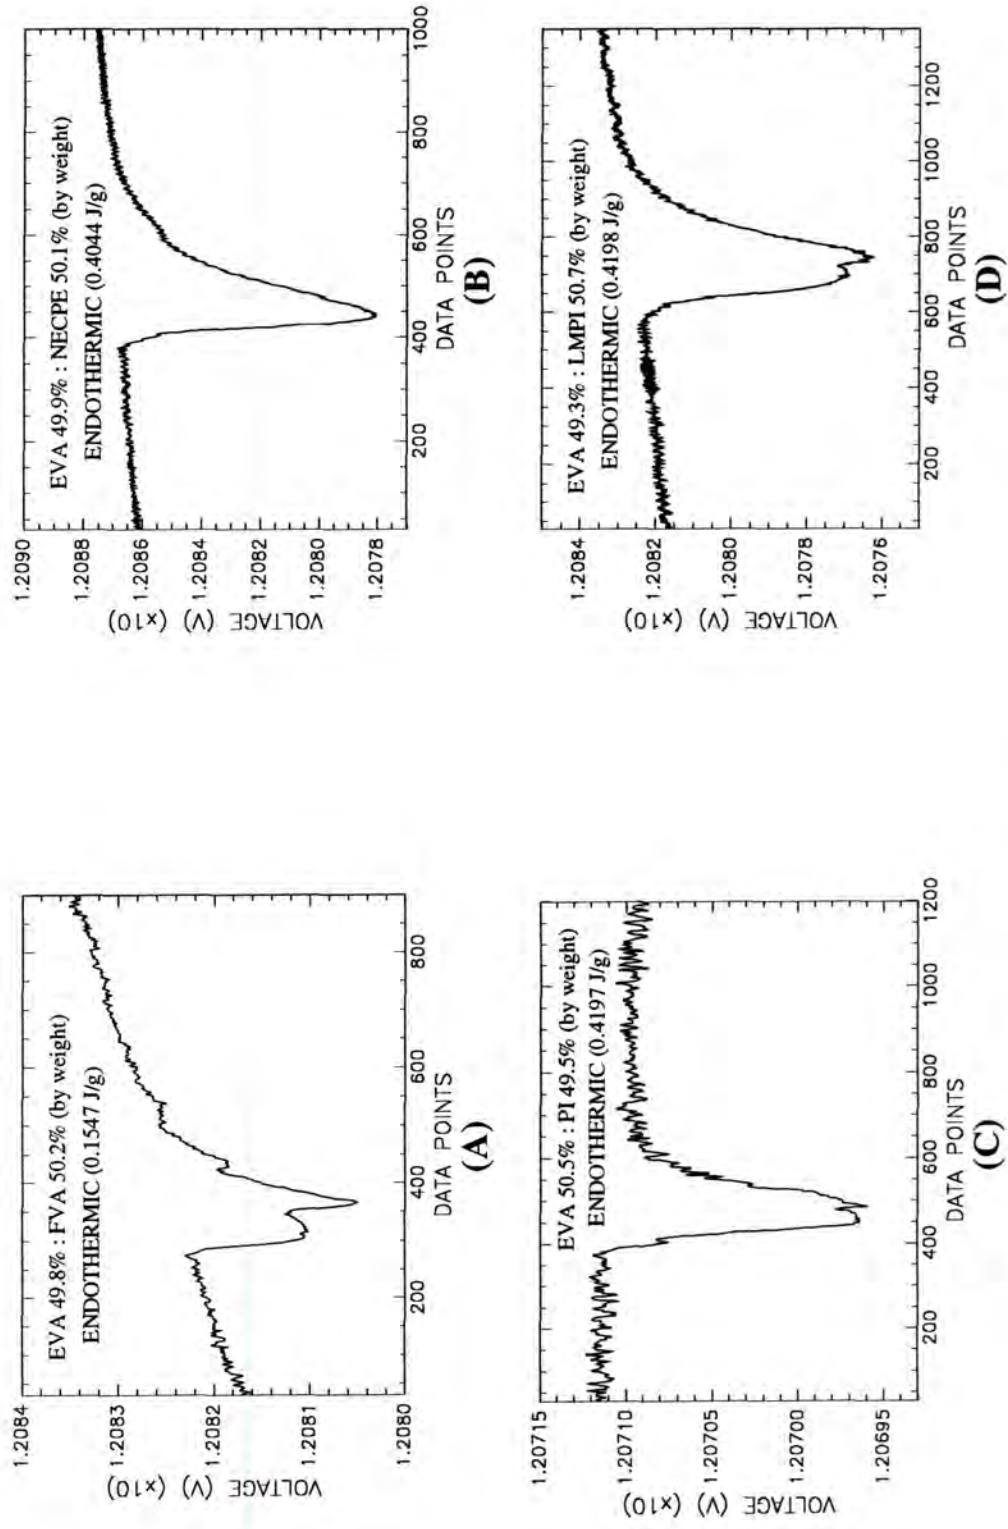 1.2084
1.2083
1.2082
1.2081
1.2080
VOLTAGE (V) (×10)
EVA 49.8% : FVA 50.2% (by weight)
ENDOTHERMIC (0.1547 J/g)
200
400
600
800
DATA POINTS
(A)
1.2090
1.2088
1.2086
1.2084
1.2082
1.2080
1.2078
VOLTAGE (V) (×10)
EVA 49.9% : NECPE 50.1% (by weight)
ENDOTHERMIC (0.4044 J/g)
200
400
600
800
1000
DATA POINTS
(B)
1.20715
1.20710
1.20705
1.20700
1.20695
VOLTAGE (V) (×10)
EVA 50.5% : PI 49.5% (by weight)
ENDOTHERMIC (0.4197 J/g)
200
400
600
800
1000
1200
DATA POINTS
(C)
1.2084
1.2082
1.2080
1.2078
1.2076
VOLTAGE (V) (×10)
EVA 49.3% : LMPI 50.7% (by weight)
ENDOTHERMIC (0.4198 J/g)
200
400
600
800
1000
1200
DATA POINTS
(D)